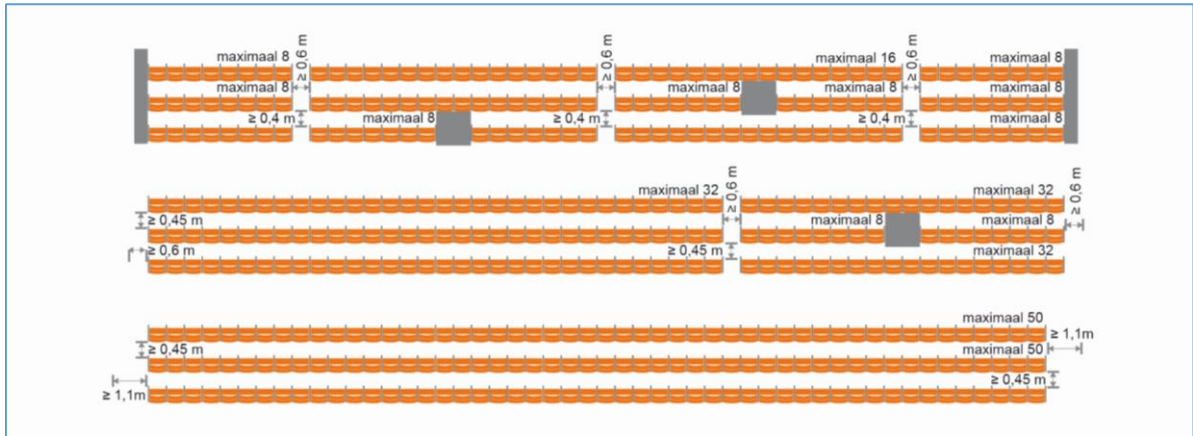 maximaal 8
≥ 0,6 m
≥ 0,6 m
maximaal 16
≥ 0,6 m
maximaal 8
maximaal 8
maximaal 8
maximaal 8
maximaal 8
≥ 0,4 m
maximaal 8
≥ 0,4 m
≥ 0,4 m
maximaal 8
maximaal 32
≥ 0,6 m
maximaal 32
≥ 0,6 m
≥ 0,45 m
maximaal 8
maximaal 8
≥ 0,6 m
≥ 0,45 m
maximaal 32
maximaal 50
≥ 1,1m
≥ 0,45 m
maximaal 50
≥ 0,45 m
≥ 1,1m